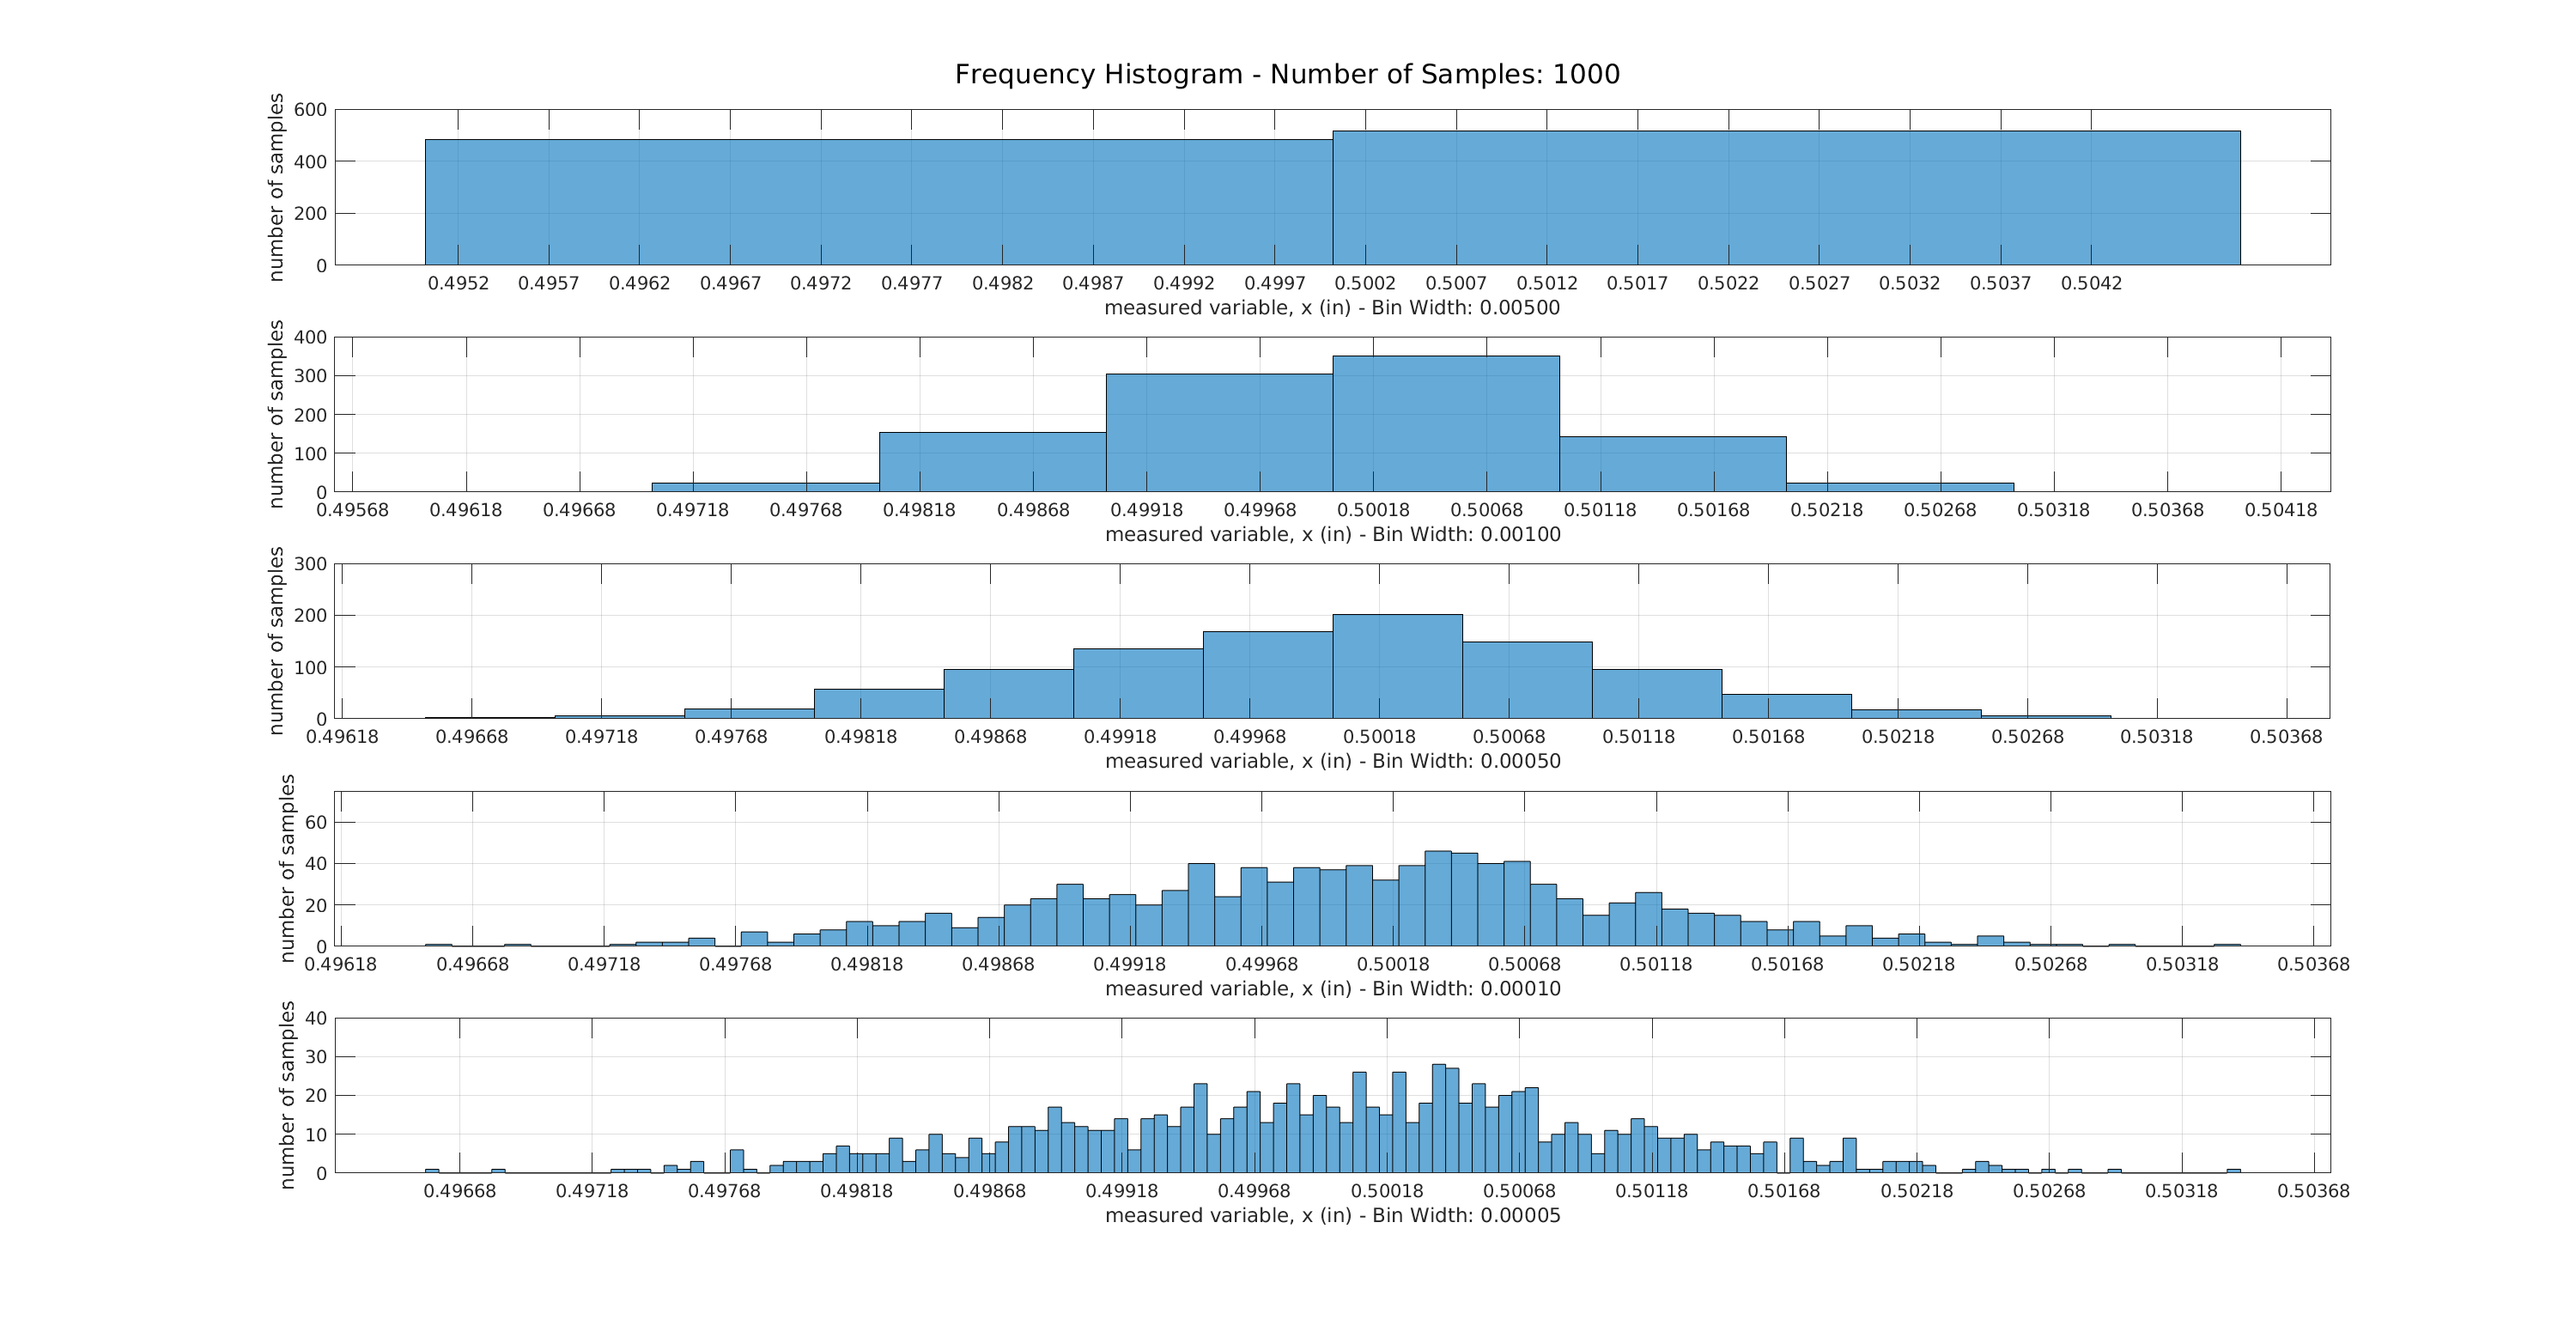 Frequency Histogram - Number of Samples: 1000
number of samples
600
400
200
0
0.4952 0.4957 0.4962 0.4967 0.4972 0.4977 0.4982 0.4987 0.4992 0.4997 0.5002 0.5007 0.5012 0.5017 0.5022 0.5027 0.5032 0.5037 0.5042
measured variable, x (in) - Bin Width: 0.00500
number of samples
400
300
200
100
0
0.49568 0.49618 0.49668 0.49718 0.49768 0.49818 0.49868 0.49918 0.49968 0.50018 0.50068 0.50118 0.50168 0.50218 0.50268 0.50318 0.50368 0.50418
measured variable, x (in) - Bin Width: 0.00100
number of samples
300
200
100
0
0.49618 0.49668 0.49718 0.49768 0.49818 0.49868 0.49918 0.49968 0.50018 0.50068 0.50118 0.50168 0.50218 0.50268 0.50318 0.50368
measured variable, x (in) - Bin Width: 0.00050
number of samples
60
40
20
0
0.49618 0.49668 0.49718 0.49768 0.49818 0.49868 0.49918 0.49968 0.50018 0.50068 0.50118 0.50168 0.50218 0.50268 0.50318 0.50368
measured variable, x (in) - Bin Width: 0.00010
number of samples
40
30
20
10
0
0.49668 0.49718 0.49768 0.49818 0.49868 0.49918 0.49968 0.50018 0.50068 0.50118 0.50168 0.50218 0.50268 0.50318 0.50368
measured variable, x (in) - Bin Width: 0.00005